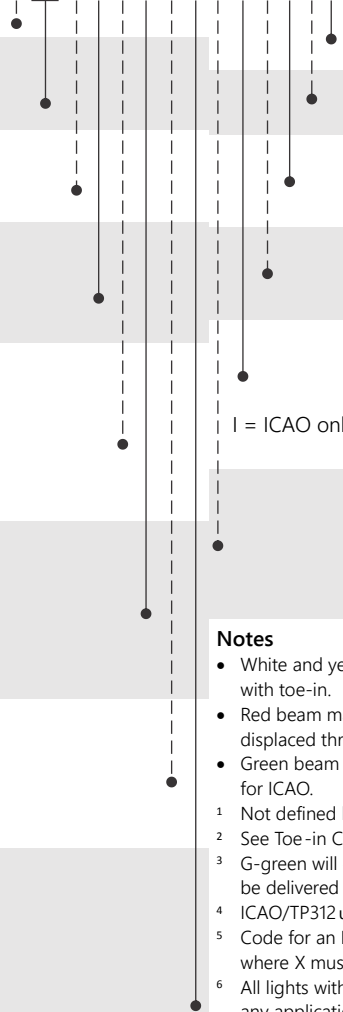 I = ICAO onl
Notes
• White and ye
with toe-in.
• Red beam m
displaced thr
• Green beam
for ICAO.
1 Not defined
2 See Toe-in C
3 G-green will
be delivered
4 ICAO/TP312 u
5 Code for an
where X mus
6 All lights with
any applicatio